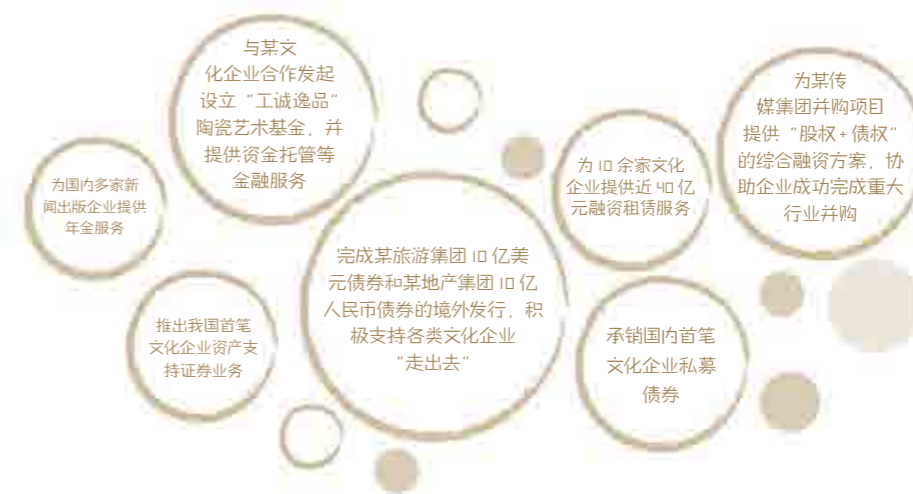 与某文
化企业合作发起
设立“工诚逸品”
陶瓷艺术基金，并
提供资金托管等
金融服务
为某传
媒集团并购项目
提供“股权+债权”
的综合融资方案，协
助企业成功完成重大
行业并购
为国内多家新
闻出版企业提供
年金服务
为 10 余家文化
企业提供近 40 亿
元融资租赁服务
完成某旅游集团 10 亿美
元债券和某地产集团 10 亿
人民币债券的境外发行，积
极支持各类文化企业
“走出去”
推出我国首笔
文化企业资产支
持证券业务
承销国内首笔
文化企业私募
债券